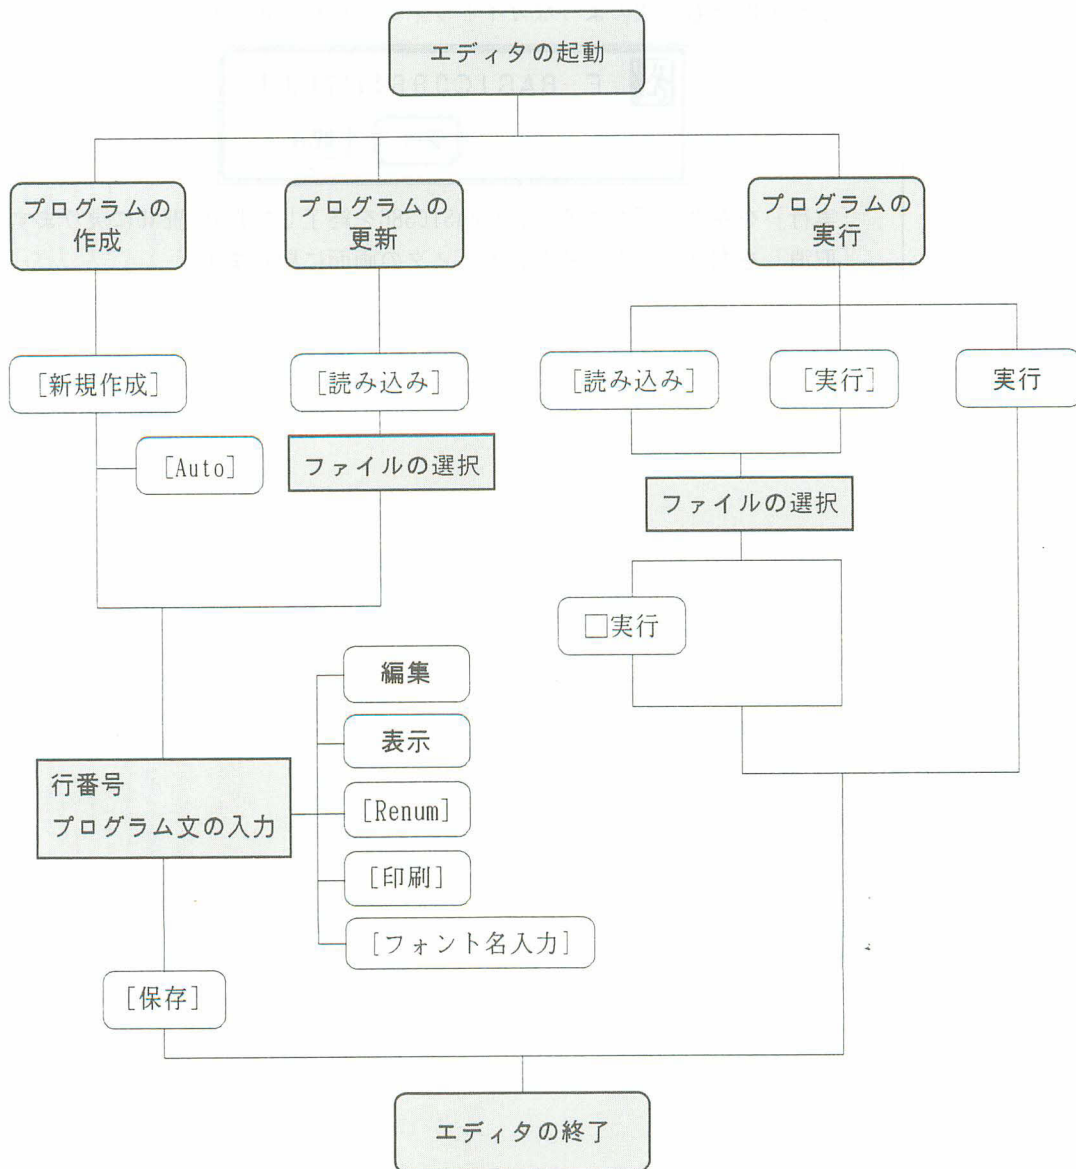 エディタの起動
プログラムの
作成
プログラムの
更新
プログラムの
実行
[新規作成]
[読み込み]
[読み込み]
[実行]
実行
[Auto]
ファイルの選択
ファイルの選択
□実行
編集
表示
行番号
プログラム文の入力
[Renum]
[印刷]
[フォント名入力]
[保存]
エディタの終了